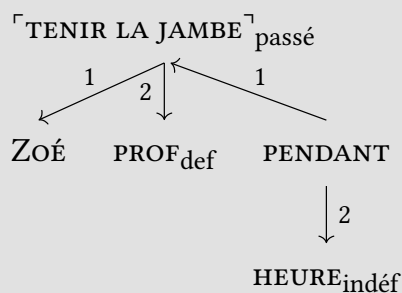 ⌜TENIR LA JAMBE⌝passé
1 2 1
ZOÉ PROFdef PENDANT
2
HEUREindéf